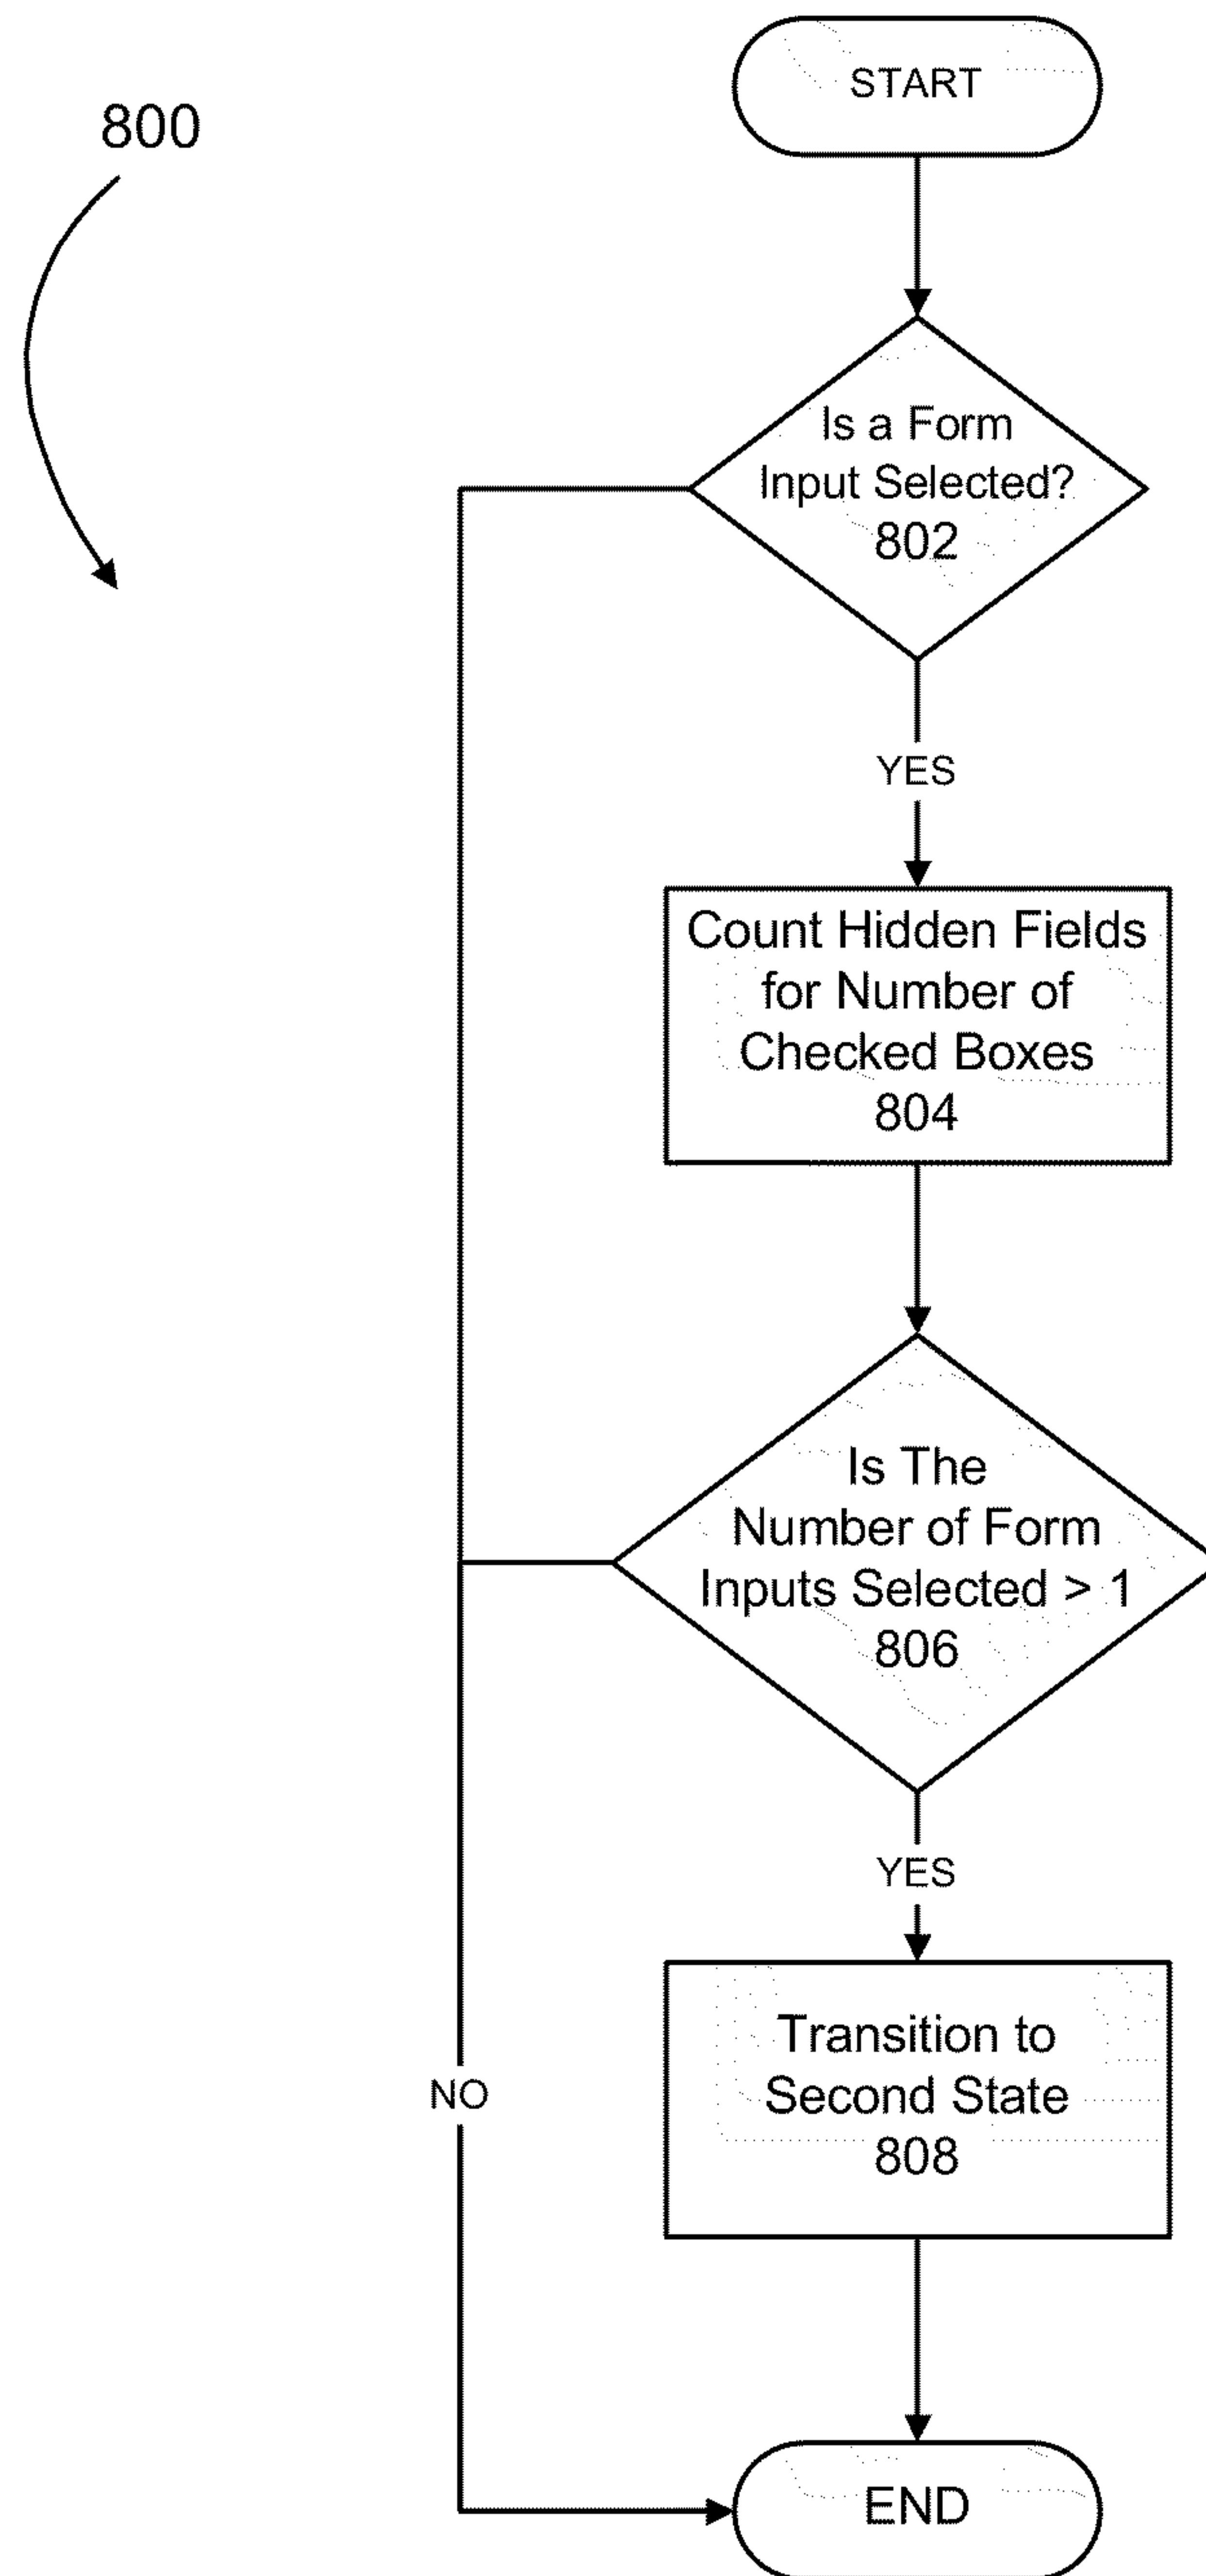 START
800
Is a Form
Input Selected?
802
YES
Count Hidden Fields
for Number of
Checked Boxes
804
Is The
Number of Form
Inputs Selected > 1
806
YES
Transition to
Second State
808
NO
END